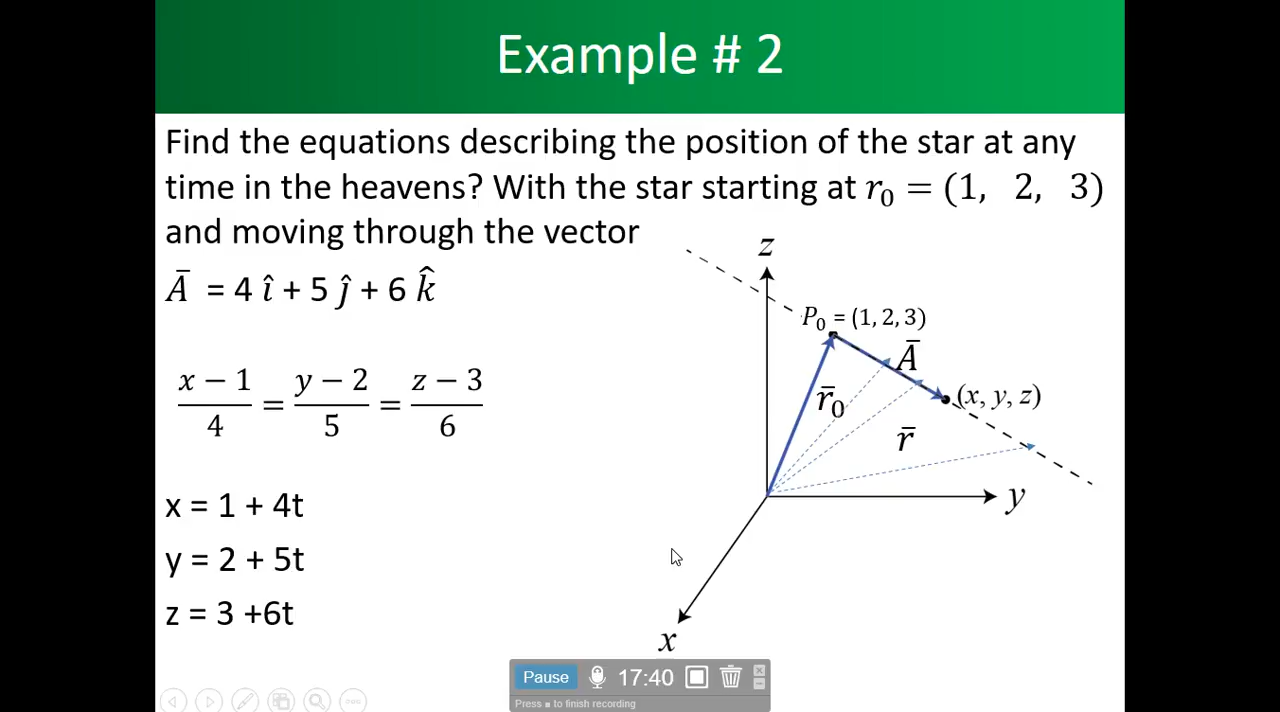 Example # 2
Find the equations describing the position of the star at any
time in the heavens? With the star starting at r₀ = (1, 2, 3)
and moving through the vector
Ā = 4 î + 5 ĵ + 6 k̂
(x − 1)/4 = (y − 2)/5 = (z − 3)/6
x = 1 + 4t
y = 2 + 5t
z = 3 +6t
z
P₀ = (1, 2, 3)
Ā
r̄₀
(x, y, z)
r̄
y
x
Pause 17:40
Press ■ to finish recording